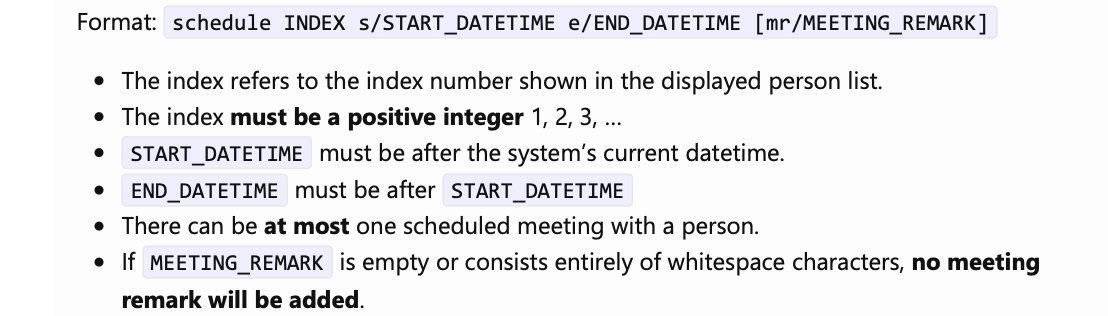 Format: schedule INDEX s/START_DATETIME e/END_DATETIME [mr/MEETING_REMARK]
• The index refers to the index number shown in the displayed person list.
• The index must be a positive integer 1, 2, 3, …
• START_DATETIME must be after the system’s current datetime.
• END_DATETIME must be after START_DATETIME
• There can be at most one scheduled meeting with a person.
• If MEETING_REMARK is empty or consists entirely of whitespace characters, no meeting
remark will be added.